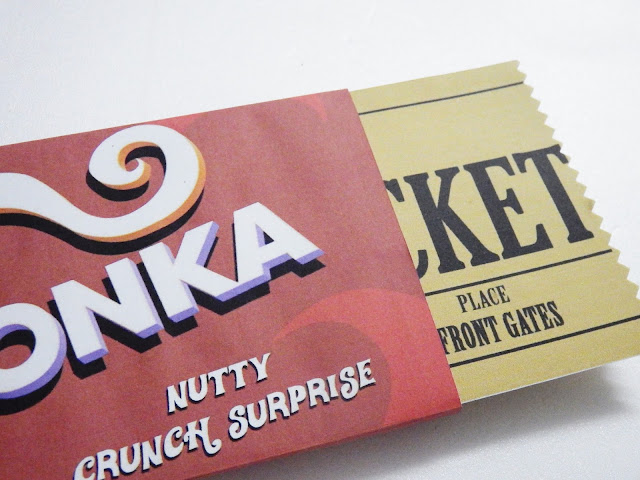 ONKA
NUTTY
CRUNCH SURPRISE
CKET
PLACE
FRONT GATES